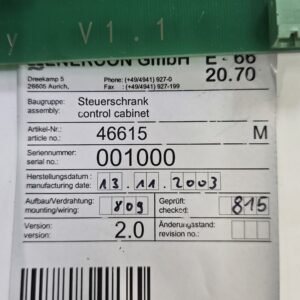 y V1.1
ENERCON GmbH E-66
20.70
Dreekamp 5 Phone: (+49/4941) 927-0
26605 Aurich, Fax : (+49/4941) 927-199
Baugruppe: Steuerschrank
assembly: control cabinet
Artikel-Nr.:
article no.: 46615 M
Seriennummer:
serial no.: 001000
Herstellungsdatum :
manufacturing date: 13.11.2003
Aufbau/Verdrahtung: Geprüft:
mounting/wiring: 809 checked: 815
Version: Änderungsstand:
version: 2.0 revision no.: